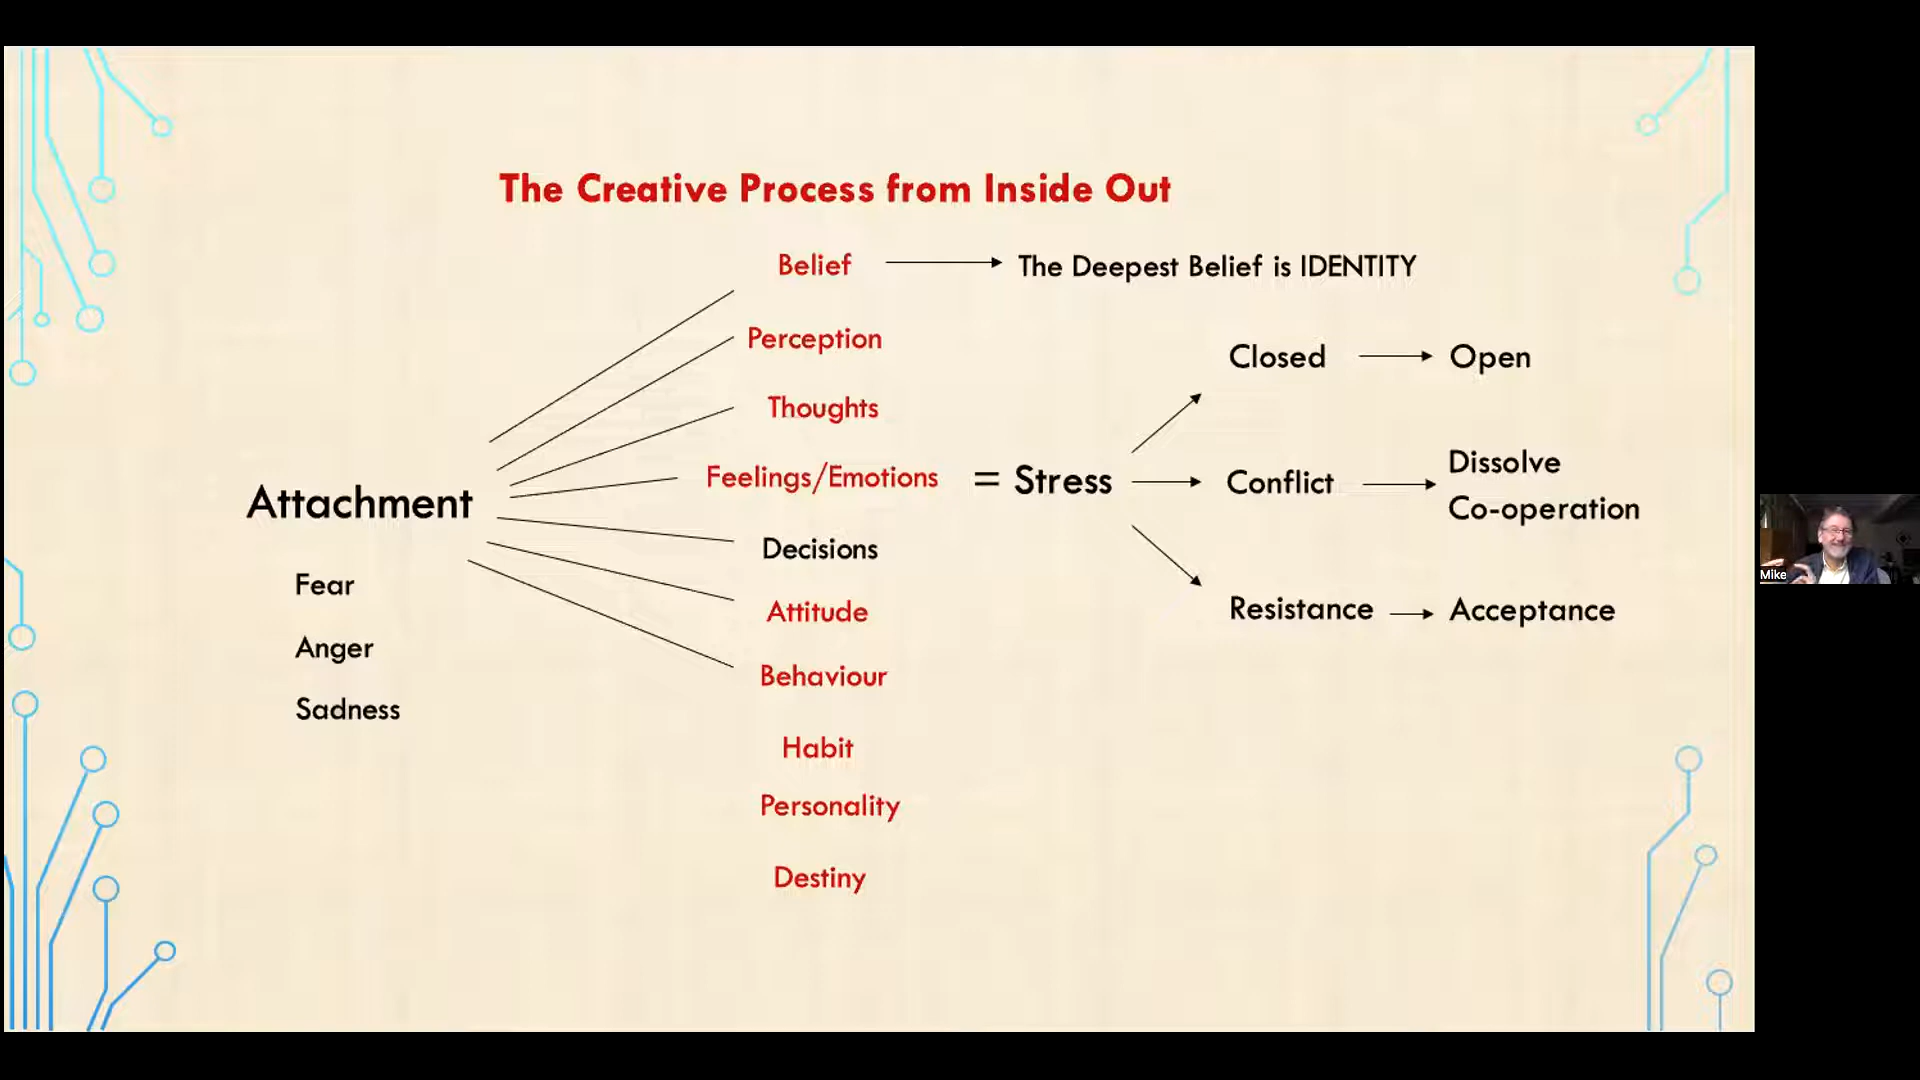 The Creative Process from Inside Out
Belief
The Deepest Belief is IDENTITY
Perception
Closed
Open
Thoughts
Feelings/Emotions
= Stress
Conflict
Dissolve
Co-operation
Attachment
Decisions
Fear
Attitude
Resistance
Acceptance
Anger
Behaviour
Sadness
Habit
Personality
Destiny
Mike